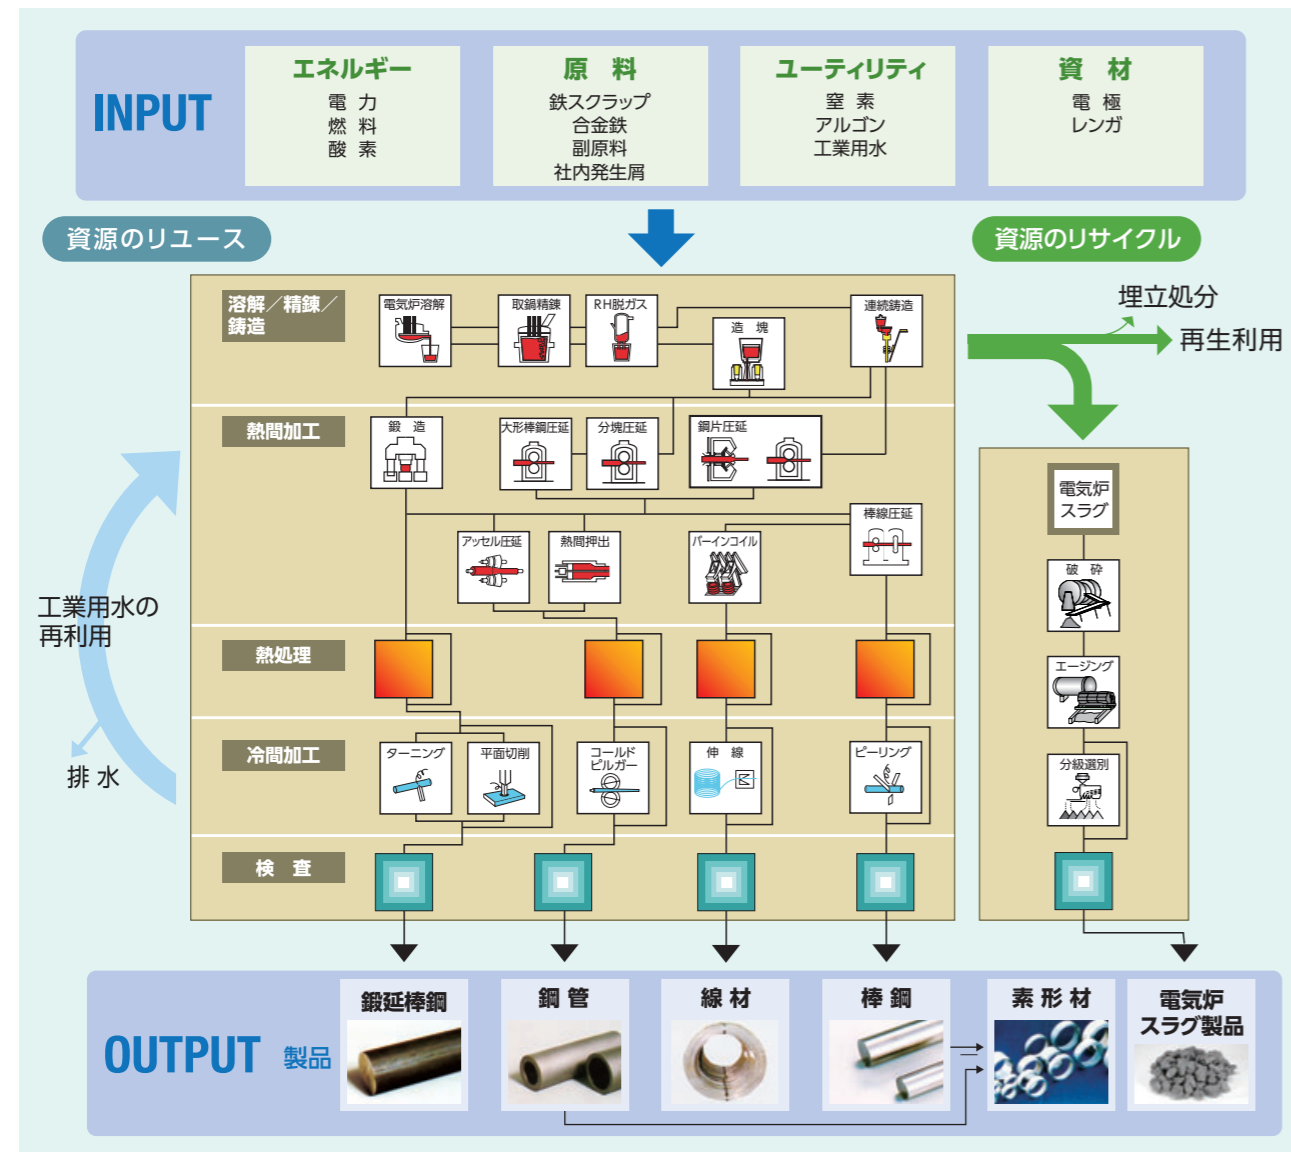 INPUT
エネルギー
電 力
燃 料
酸 素
原 料
鉄スクラップ
合金鉄
副原料
社内発生屑
ユーティリティ
窒 素
アルゴン
工業用水
資 材
電 極
レンガ
資源のリユース
資源のリサイクル
溶解／精錬／
鋳造
電気炉溶解
取鍋精錬
RH脱ガス
造 塊
連続鋳造
埋立処分
再生利用
熱間加工
鍛 造
大形棒鋼圧延
分塊圧延
鋼片圧延
アッセル圧延
熱間押出
バーインコイル
棒線圧延
電気炉
スラグ
破 砕
エージング
分級選別
工業用水の
再利用
排 水
熱処理
冷間加工
ターニング
平面切削
コールド
ピルガー
伸 線
ピーリング
検 査
OUTPUT 製品
鍛延棒鋼
鋼 管
線 材
棒 鋼
素 形 材
電気炉
スラグ製品